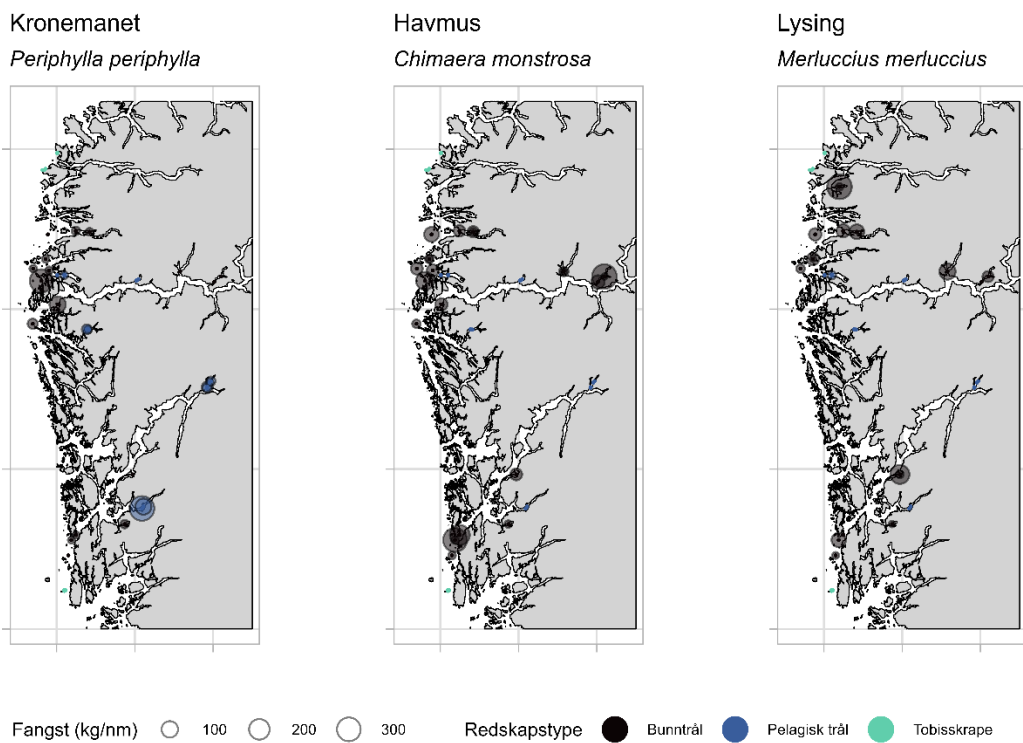 Kronemanet
Periphylla periphylla
Havmus
Chimaera monstrosa
Lysing
Merluccius merluccius
Fangst (kg/nm) 100 200 300 Redskapstype Bunntrål Pelagisk trål Tobisskrape